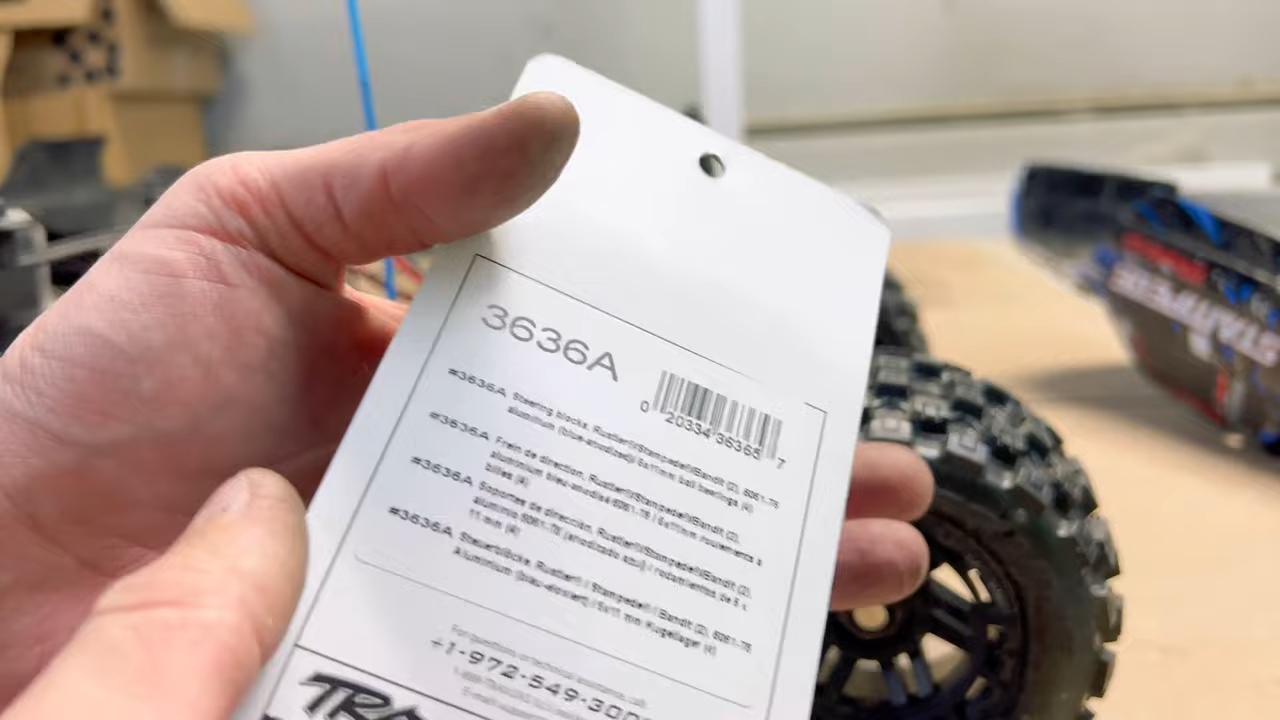 3636A
0 20334 36365 7
#3636A Steering blocks, Rustler®/Stampede®/Bandit (2), 6061-T6
aluminum (blue-anodized)/ 5x11mm ball bearings (4)
#3636A Frein de direction, Rustler®/Stampede®/Bandit (2),
aluminium bleu-anodisé 6061-T6 / 5x11mm roulements à
billes (4)
#3636A Soportes de dirección, Rustler®/Stampede®/Bandit (2),
aluminio 6061-T6 (anodizado azul) / rodamientos de 5 x
11 mm (4)
#3636A Steuerblöcke, Rustler® / Stampede® / Bandit (2), 6061-T6
Aluminium (blau-eloxiert) / 5x11 mm Kugellager (4)
For questions or technical assistance, call
+1-972-549-300
TRA
STAMPEDE